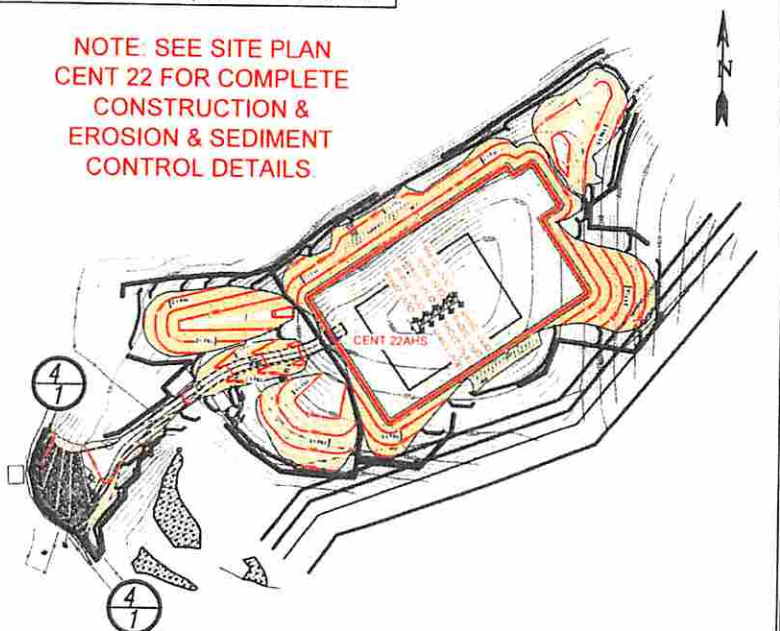 NOTE: SEE SITE PLAN
CENT 22 FOR COMPLETE
CONSTRUCTION &
EROSION & SEDIMENT
CONTROL DETAILS
N
CENT 22AHS
4
1
4
1